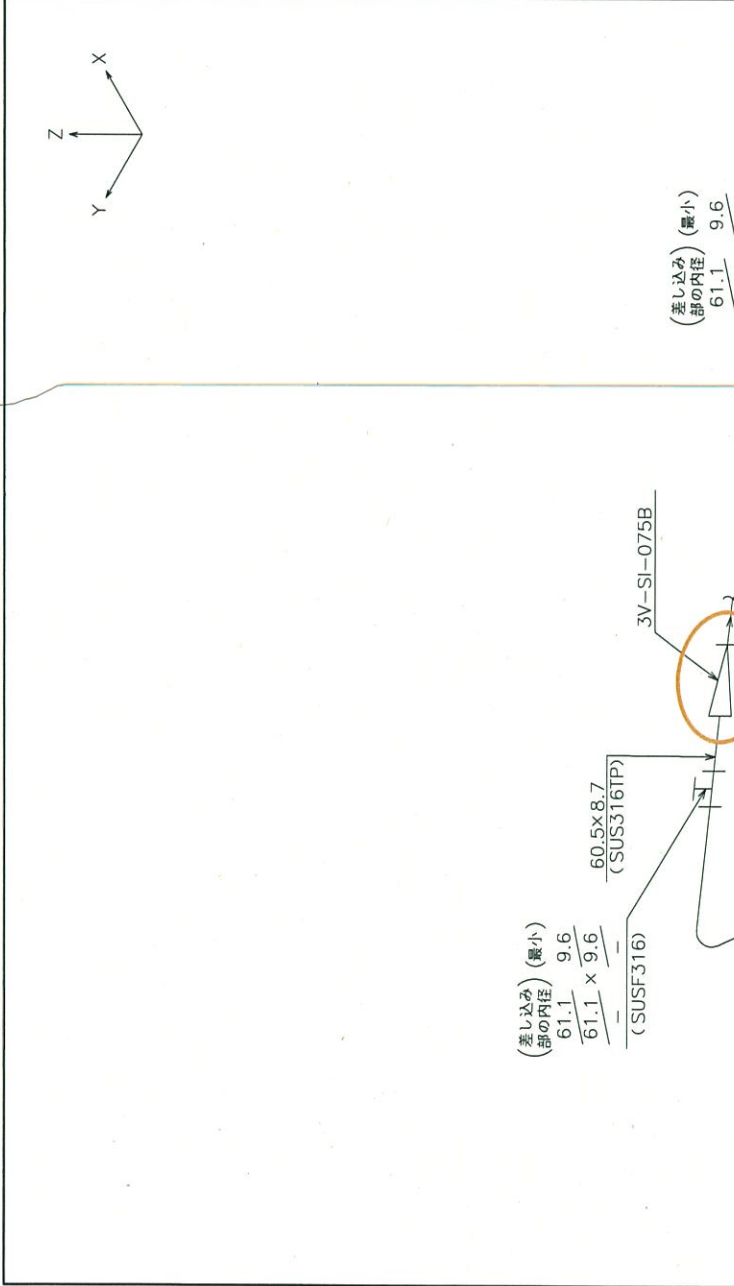 Z
X
Y
(差し込み部の内径) (最小)
61.1 9.6
3V-SI-075B
60.5×8.7
(SUS316TP)
(差し込み部の内径) (最小)
61.1 9.6
61.1 × 9.6
- -
(SUSF316)